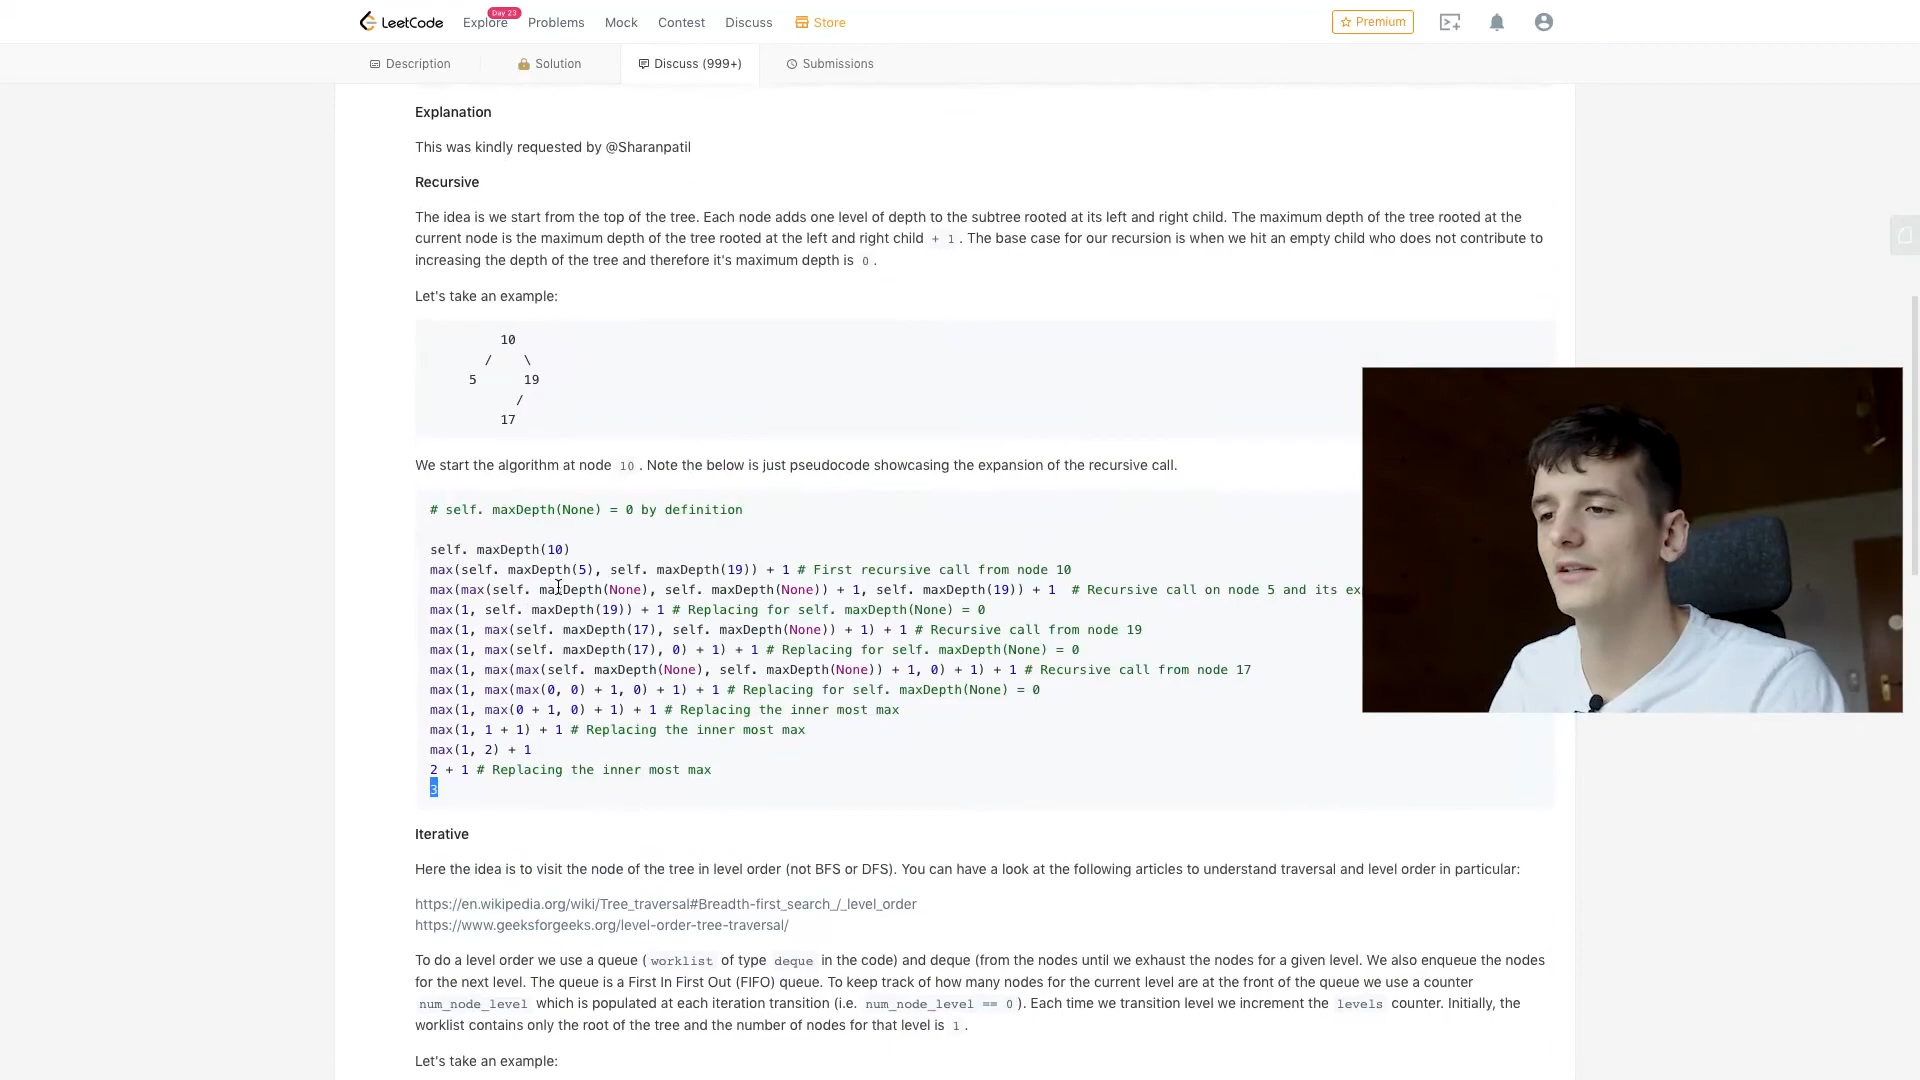 LeetCode
Explore
Day 23
Problems
Mock
Contest
Discuss
Store
Premium
Description
Solution
Discuss (999+)
Submissions
Explanation
This was kindly requested by @Sharanpatil
Recursive
The idea is we start from the top of the tree. Each node adds one level of depth to the subtree rooted at its left and right child. The maximum depth of the tree rooted at the
current node is the maximum depth of the tree rooted at the left and right child + 1 . The base case for our recursion is when we hit an empty child who does not contribute to
increasing the depth of the tree and therefore it's maximum depth is 0 .
Let's take an example:
10
/ \
5 19
/
17
We start the algorithm at node 10 . Note the below is just pseudocode showcasing the expansion of the recursive call.
# self. maxDepth(None) = 0 by definition
self. maxDepth(10)
max(self. maxDepth(5), self. maxDepth(19)) + 1 # First recursive call from node 10
max(max(self. maxDepth(None), self. maxDepth(None)) + 1, self. maxDepth(19)) + 1  # Recursive call on node 5 and its ex
max(1, self. maxDepth(19)) + 1 # Replacing for self. maxDepth(None) = 0
max(1, max(self. maxDepth(17), self. maxDepth(None)) + 1) + 1 # Recursive call from node 19
max(1, max(self. maxDepth(17), 0) + 1) + 1 # Replacing for self. maxDepth(None) = 0
max(1, max(max(self. maxDepth(None), self. maxDepth(None)) + 1, 0) + 1) + 1 # Recursive call from node 17
max(1, max(max(0, 0) + 1, 0) + 1) + 1 # Replacing for self. maxDepth(None) = 0
max(1, max(0 + 1, 0) + 1) + 1 # Replacing the inner most max
max(1, 1 + 1) + 1 # Replacing the inner most max
max(1, 2) + 1
2 + 1 # Replacing the inner most max
3
Iterative
Here the idea is to visit the node of the tree in level order (not BFS or DFS). You can have a look at the following articles to understand traversal and level order in particular:
https://en.wikipedia.org/wiki/Tree_traversal#Breadth-first_search_/_level_order
https://www.geeksforgeeks.org/level-order-tree-traversal/
To do a level order we use a queue ( worklist of type deque in the code) and deque (from the nodes until we exhaust the nodes for a given level. We also enqueue the nodes
for the next level. The queue is a First In First Out (FIFO) queue. To keep track of how many nodes for the current level are at the front of the queue we use a counter
num_node_level which is populated at each iteration transition (i.e. num_node_level == 0 ). Each time we transition level we increment the levels counter. Initially, the
worklist contains only the root of the tree and the number of nodes for that level is 1 .
Let's take an example: